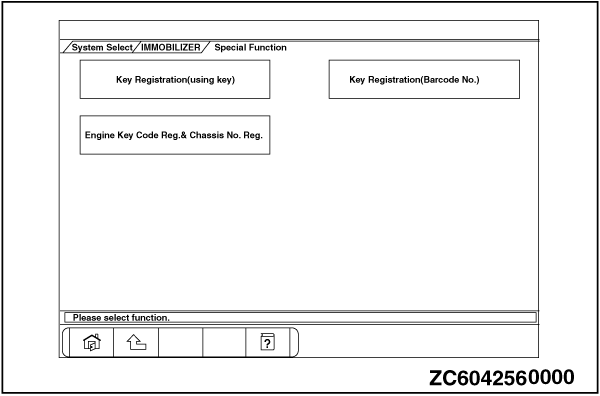 System Select/IMMOBILIZER/ Special Function
Key Registration(using key)
Key Registration(Barcode No.)
Engine Key Code Reg.& Chassis No. Reg.
Please select function.
?
ZC6042560000